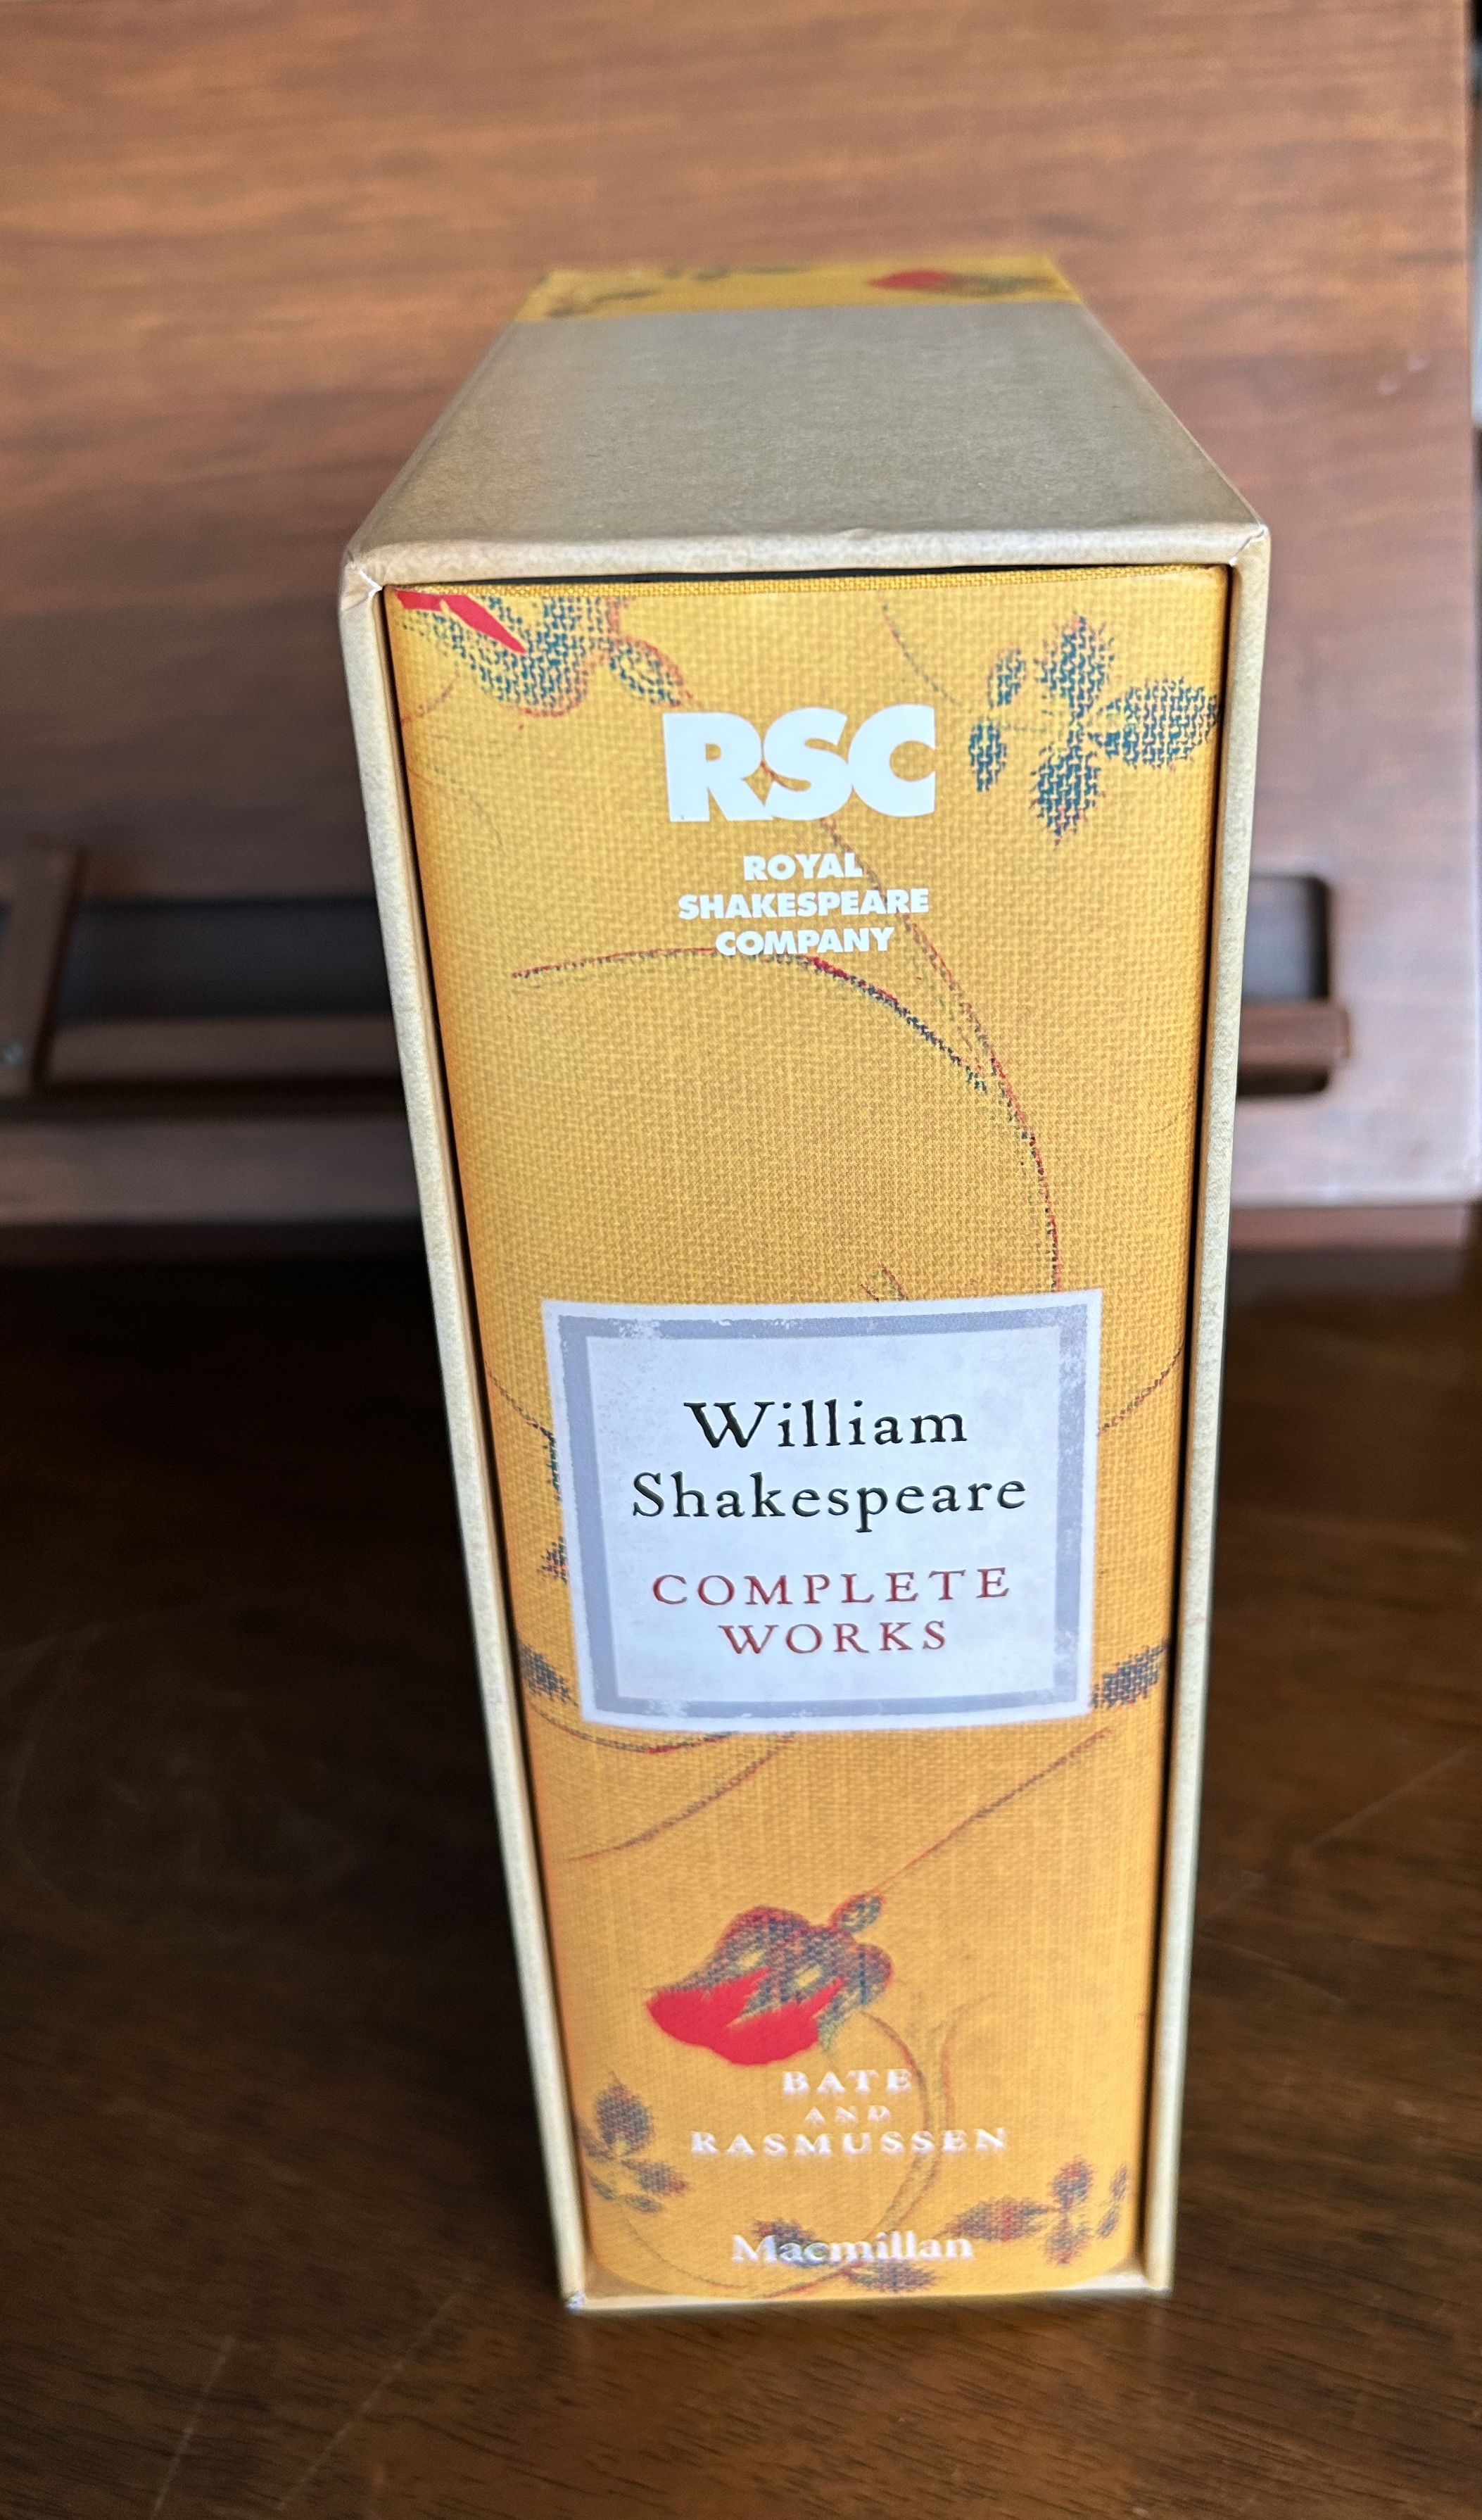 RSC
ROYAL
SHAKESPEARE
COMPANY
William
Shakespeare
COMPLETE
WORKS
BATE
AND
RASMUSSEN
Macmillan